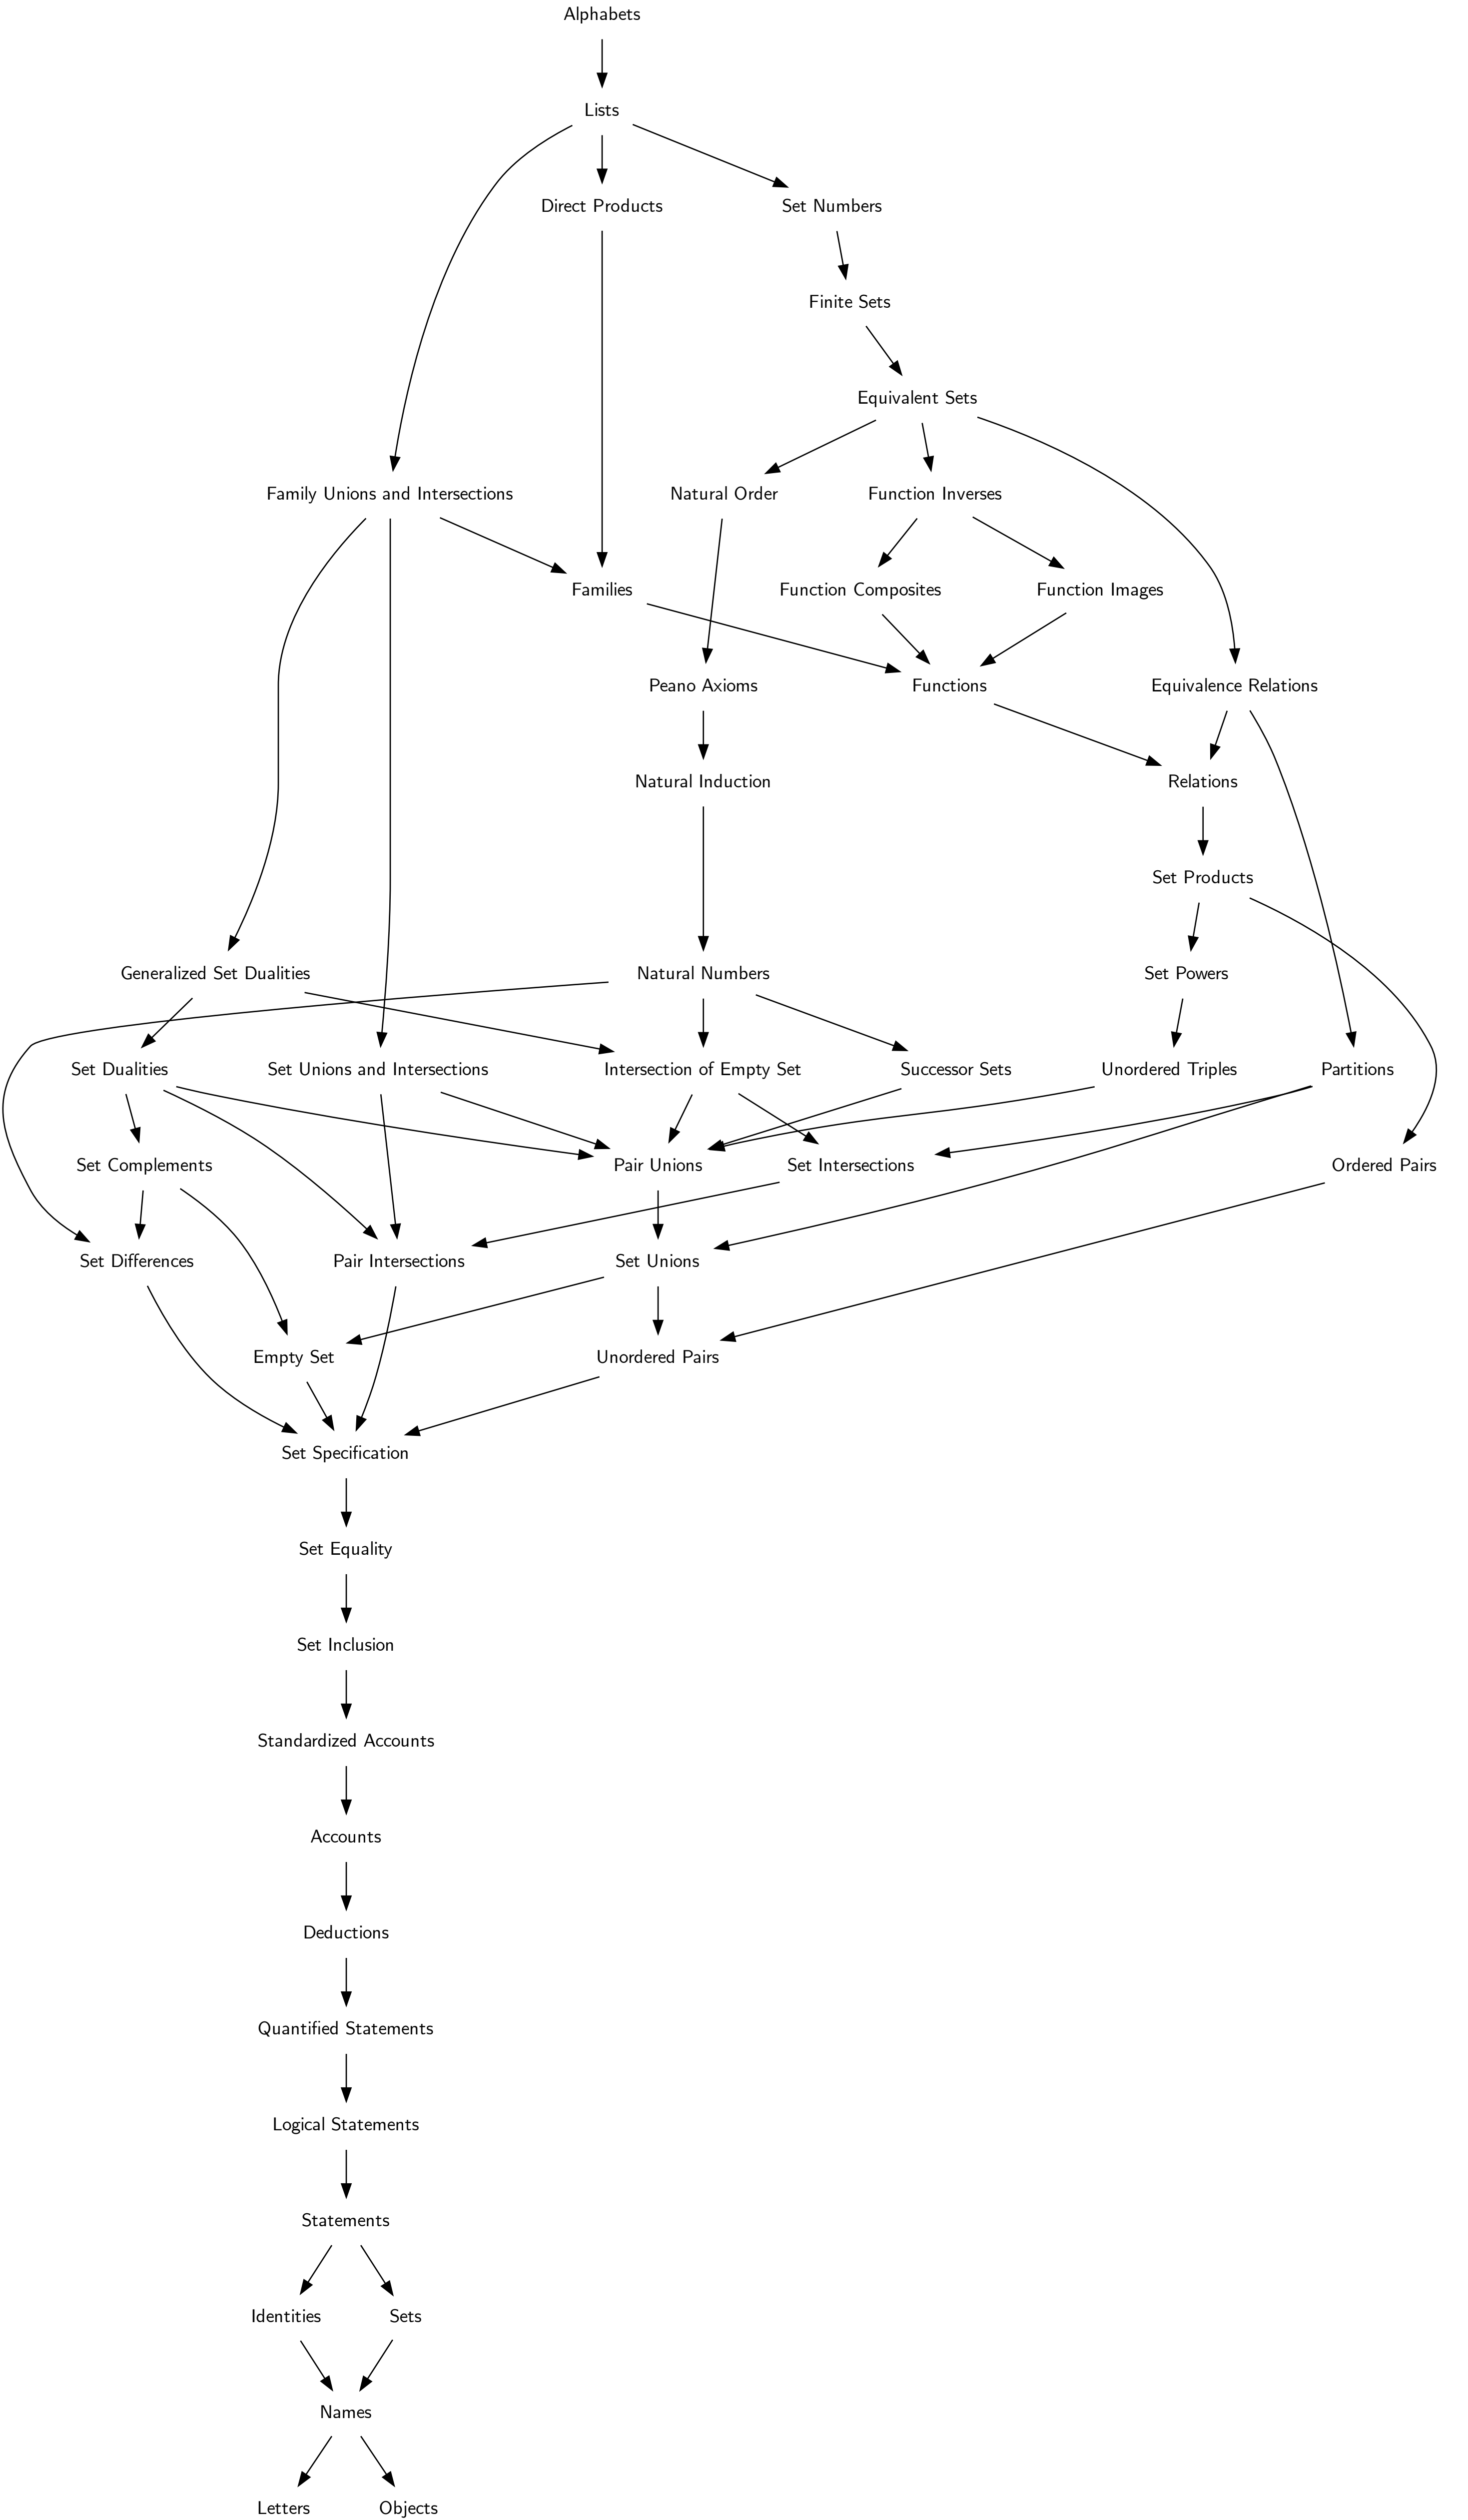 Alphabets
Lists
Direct Products
Set Numbers
Finite Sets
Equivalent Sets
Family Unions and Intersections
Natural Order
Function Inverses
Families
Function Composites
Function Images
Peano Axioms
Functions
Equivalence Relations
Natural Induction
Relations
Set Products
Generalized Set Dualities
Natural Numbers
Set Powers
Set Dualities
Set Unions and Intersections
Intersection of Empty Set
Successor Sets
Unordered Triples
Partitions
Set Complements
Pair Unions
Set Intersections
Ordered Pairs
Set Differences
Pair Intersections
Set Unions
Empty Set
Unordered Pairs
Set Specification
Set Equality
Set Inclusion
Standardized Accounts
Accounts
Deductions
Quantified Statements
Logical Statements
Statements
Identities
Sets
Names
Letters
Objects